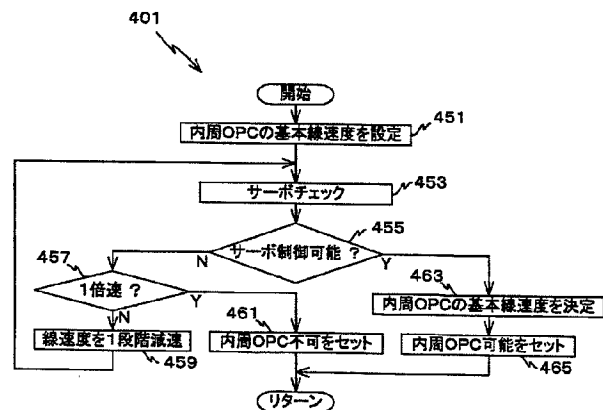 401
開始
内周OPCの基本線速度を設定
451
サーボチェック
453
サーボ制御可能 ?
455
N
Y
457
1倍速 ?
Y
N
線速度を1段階減速
459
461
内周OPC不可をセット
463
内周OPCの基本線速度を決定
内周OPC可能をセット
465
リターン